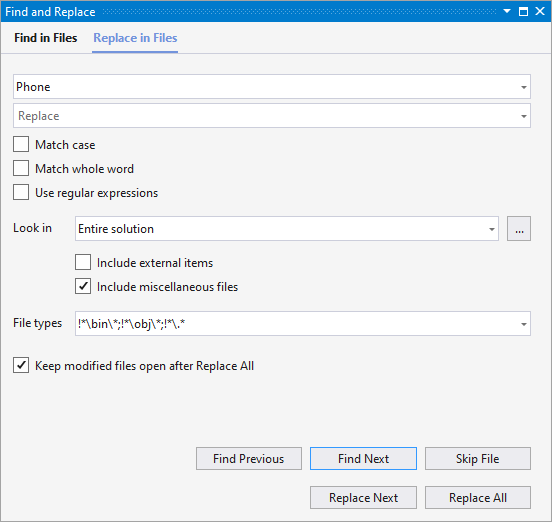 Find and Replace
Find in Files Replace in Files
Phone
Replace
Match case
Match whole word
Use regular expressions
Look in Entire solution ...
Include external items
Include miscellaneous files
File types !*\bin\*;!*\obj\*;!*\.*
Keep modified files open after Replace All
Find Previous Find Next Skip File
Replace Next Replace All